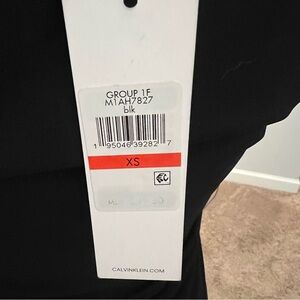 GROUP 1F
M1AH7827
blk
1 95046 39282 7
XS
CALVINKLEIN.COM